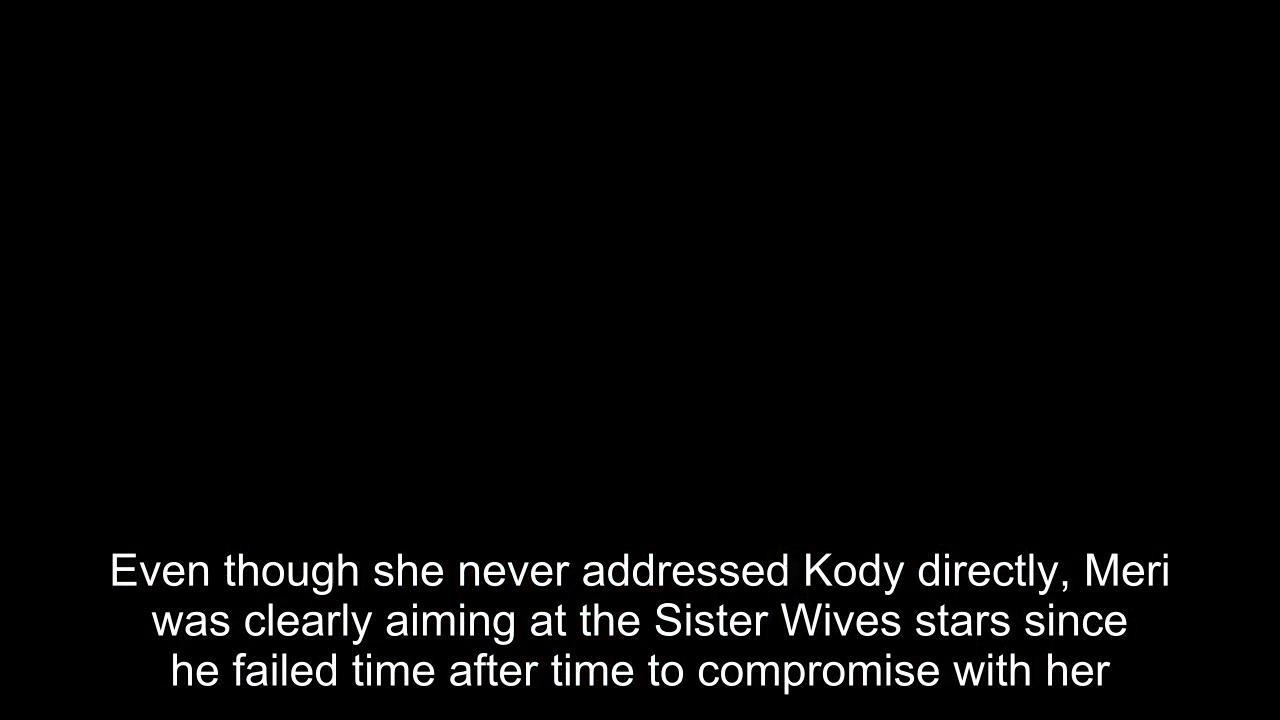 Even though she never addressed Kody directly, Meri
was clearly aiming at the Sister Wives stars since
he failed time after time to compromise with her